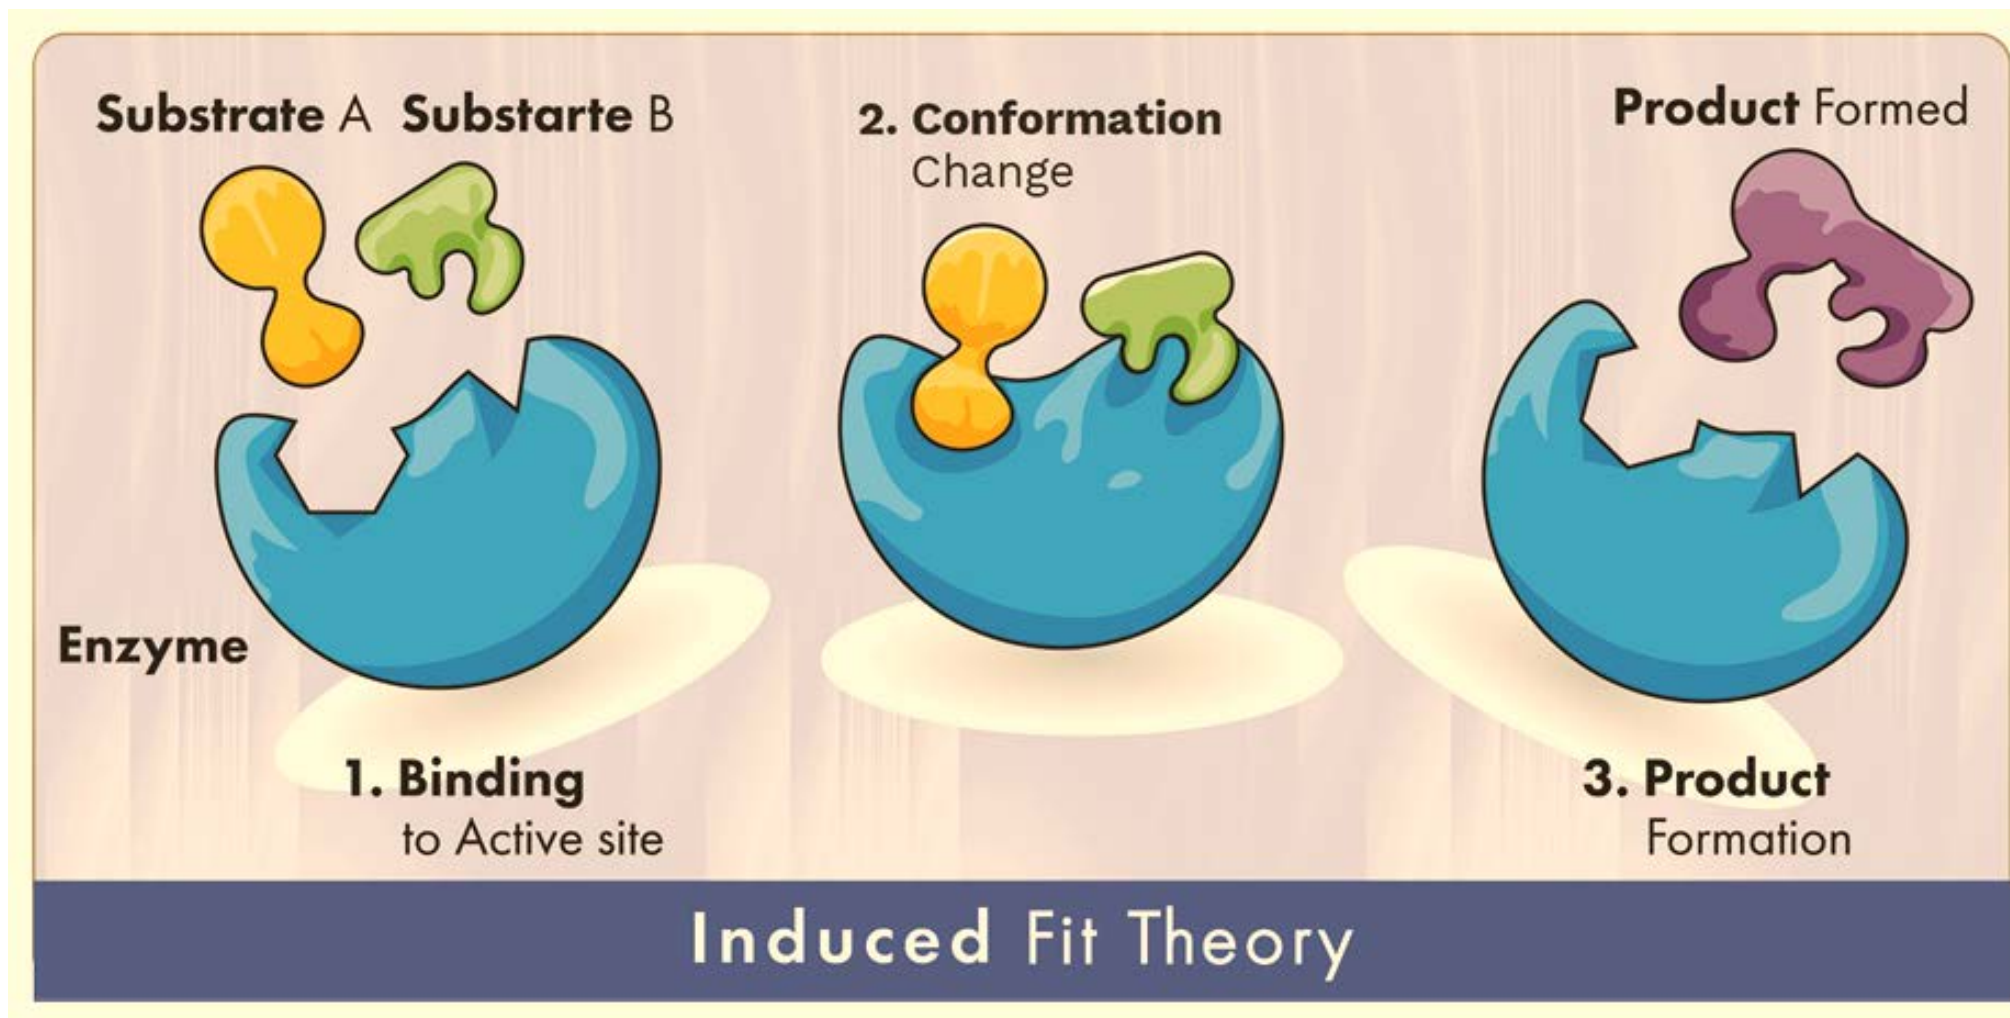 Substrate A Substarte B
2. Conformation
Change
Product Formed
Enzyme
1. Binding
to Active site
3. Product
Formation
Induced Fit Theory